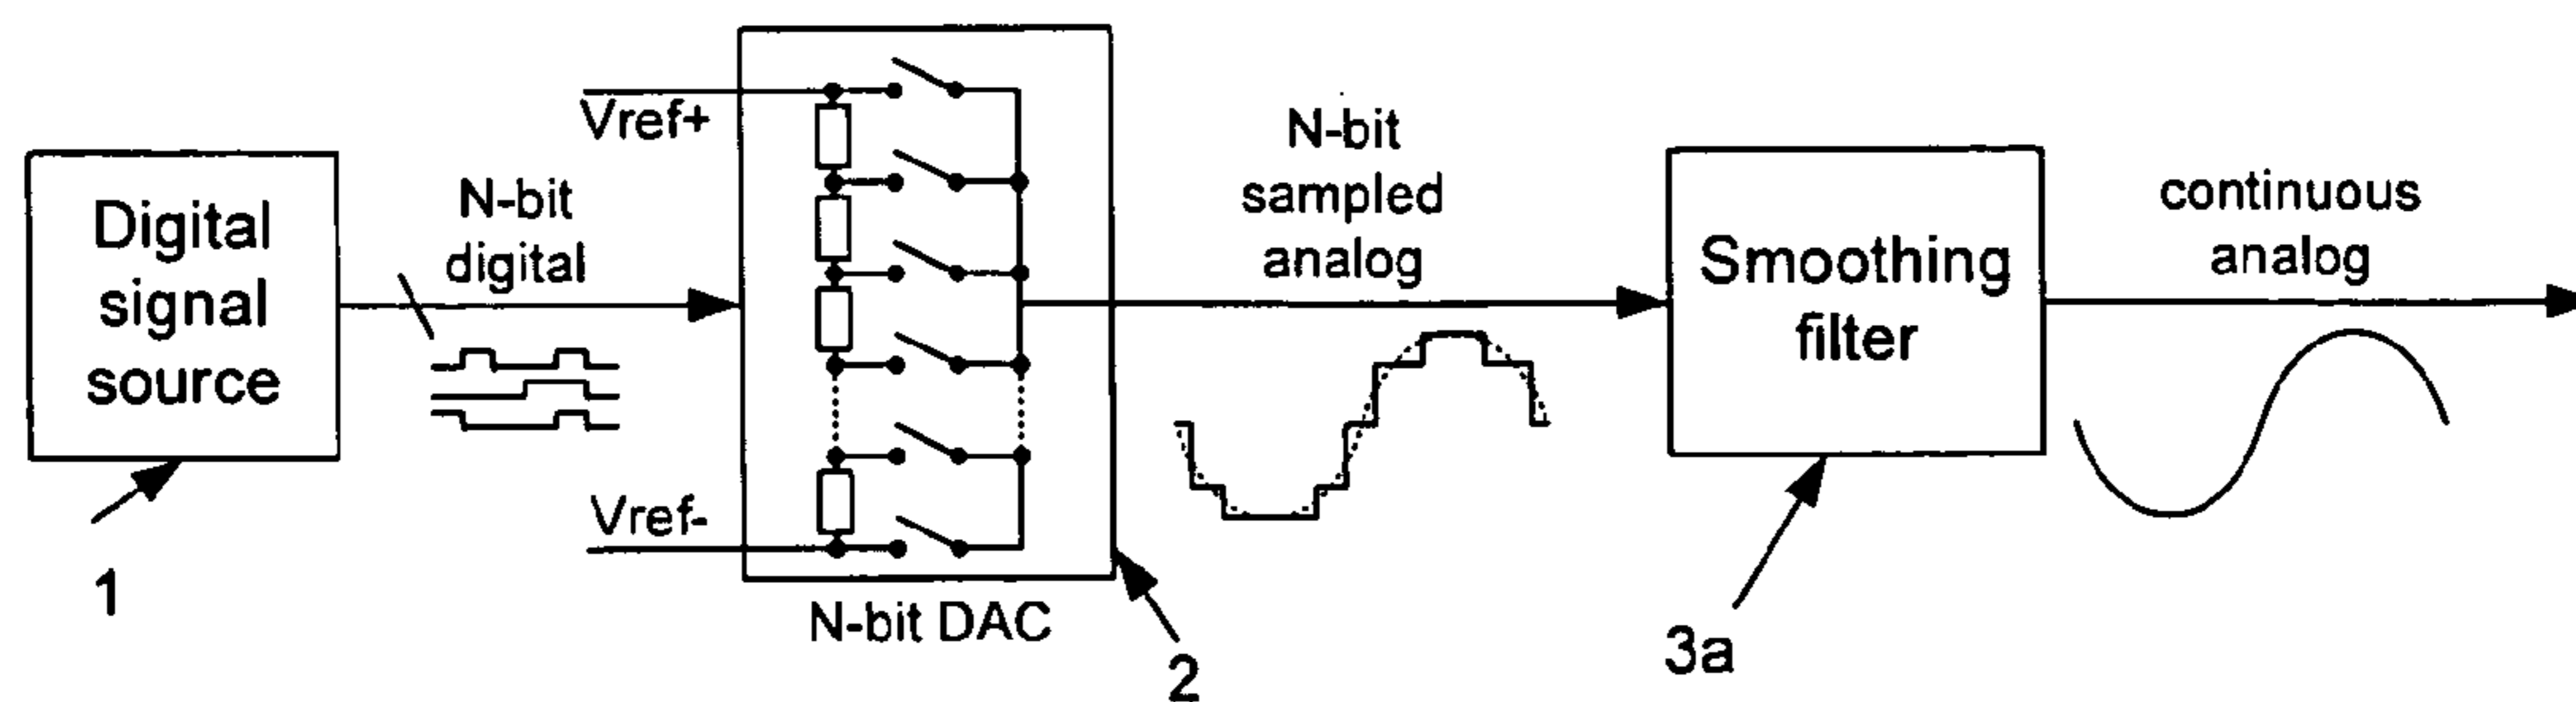 Digital
signal
source
1
N-bit
digital
Vref+
Vref-
N-bit DAC
2
N-bit
sampled
analog
Smoothing
filter
3a
continuous
analog